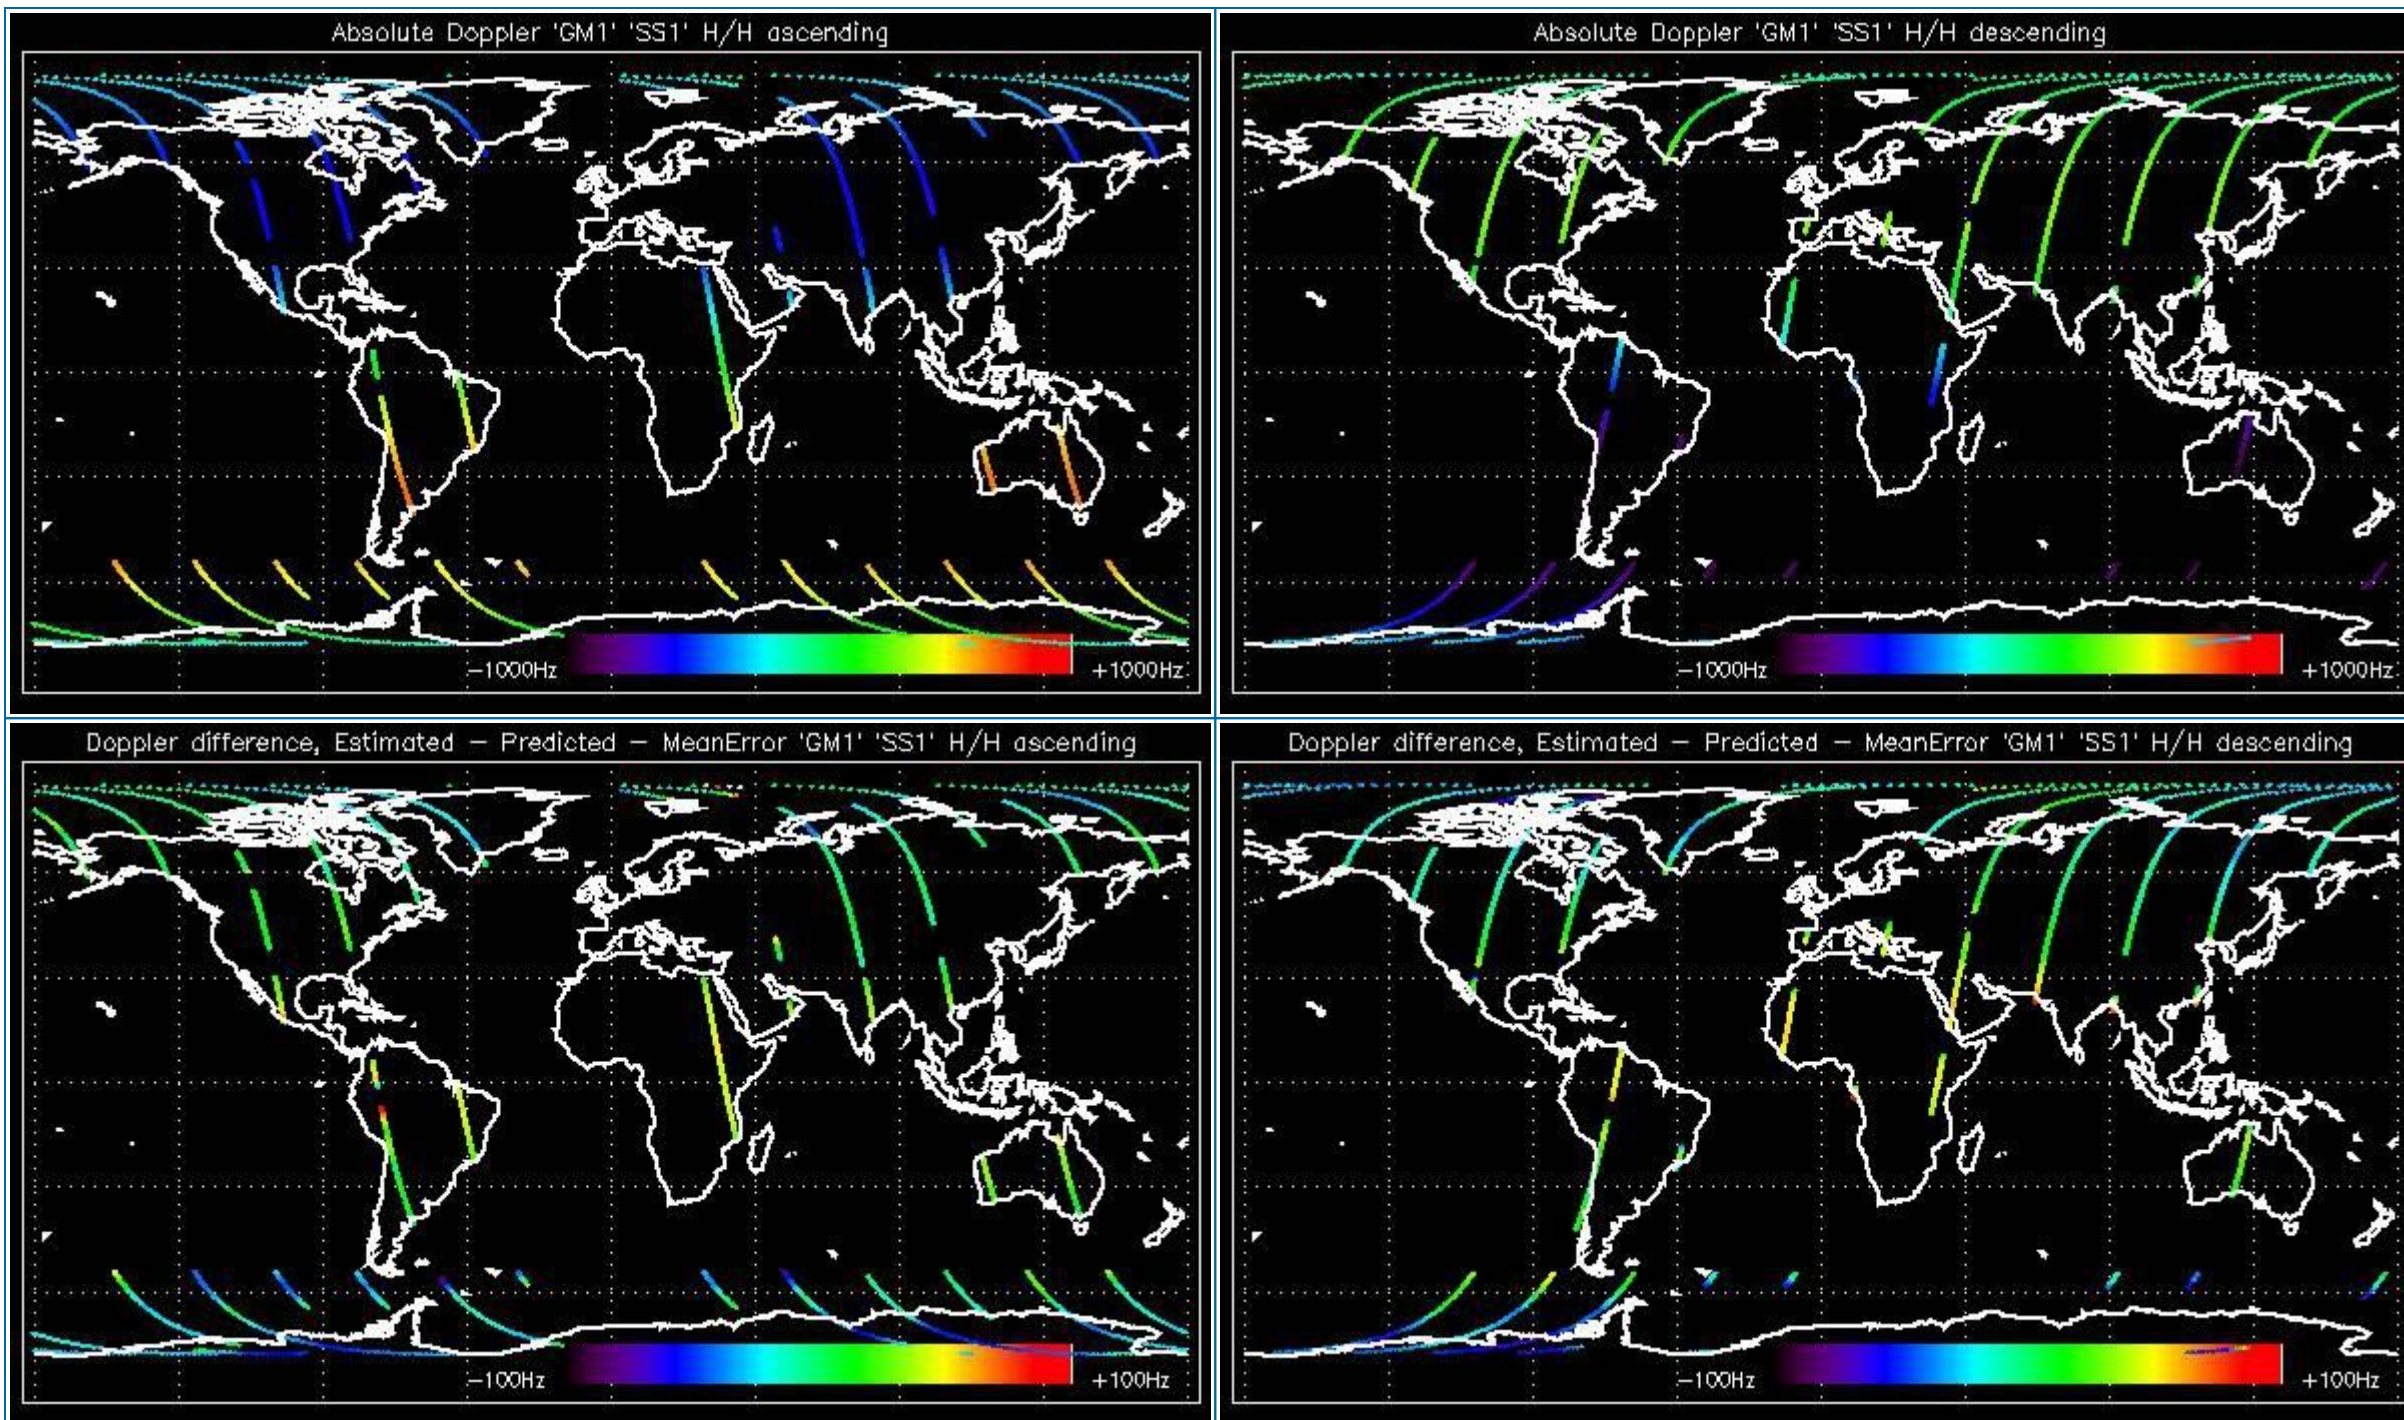 Absolute Doppler 'GM1' 'SS1' H/H ascending
-1000Hz
+1000Hz
Absolute Doppler 'GM1' 'SS1' H/H descending
-1000Hz
+1000Hz
Doppler difference, Estimated - Predicted - MeanError 'GM1' 'SS1' H/H ascending
-100Hz
+100Hz
Doppler difference, Estimated - Predicted - MeanError 'GM1' 'SS1' H/H descending
-100Hz
+100Hz